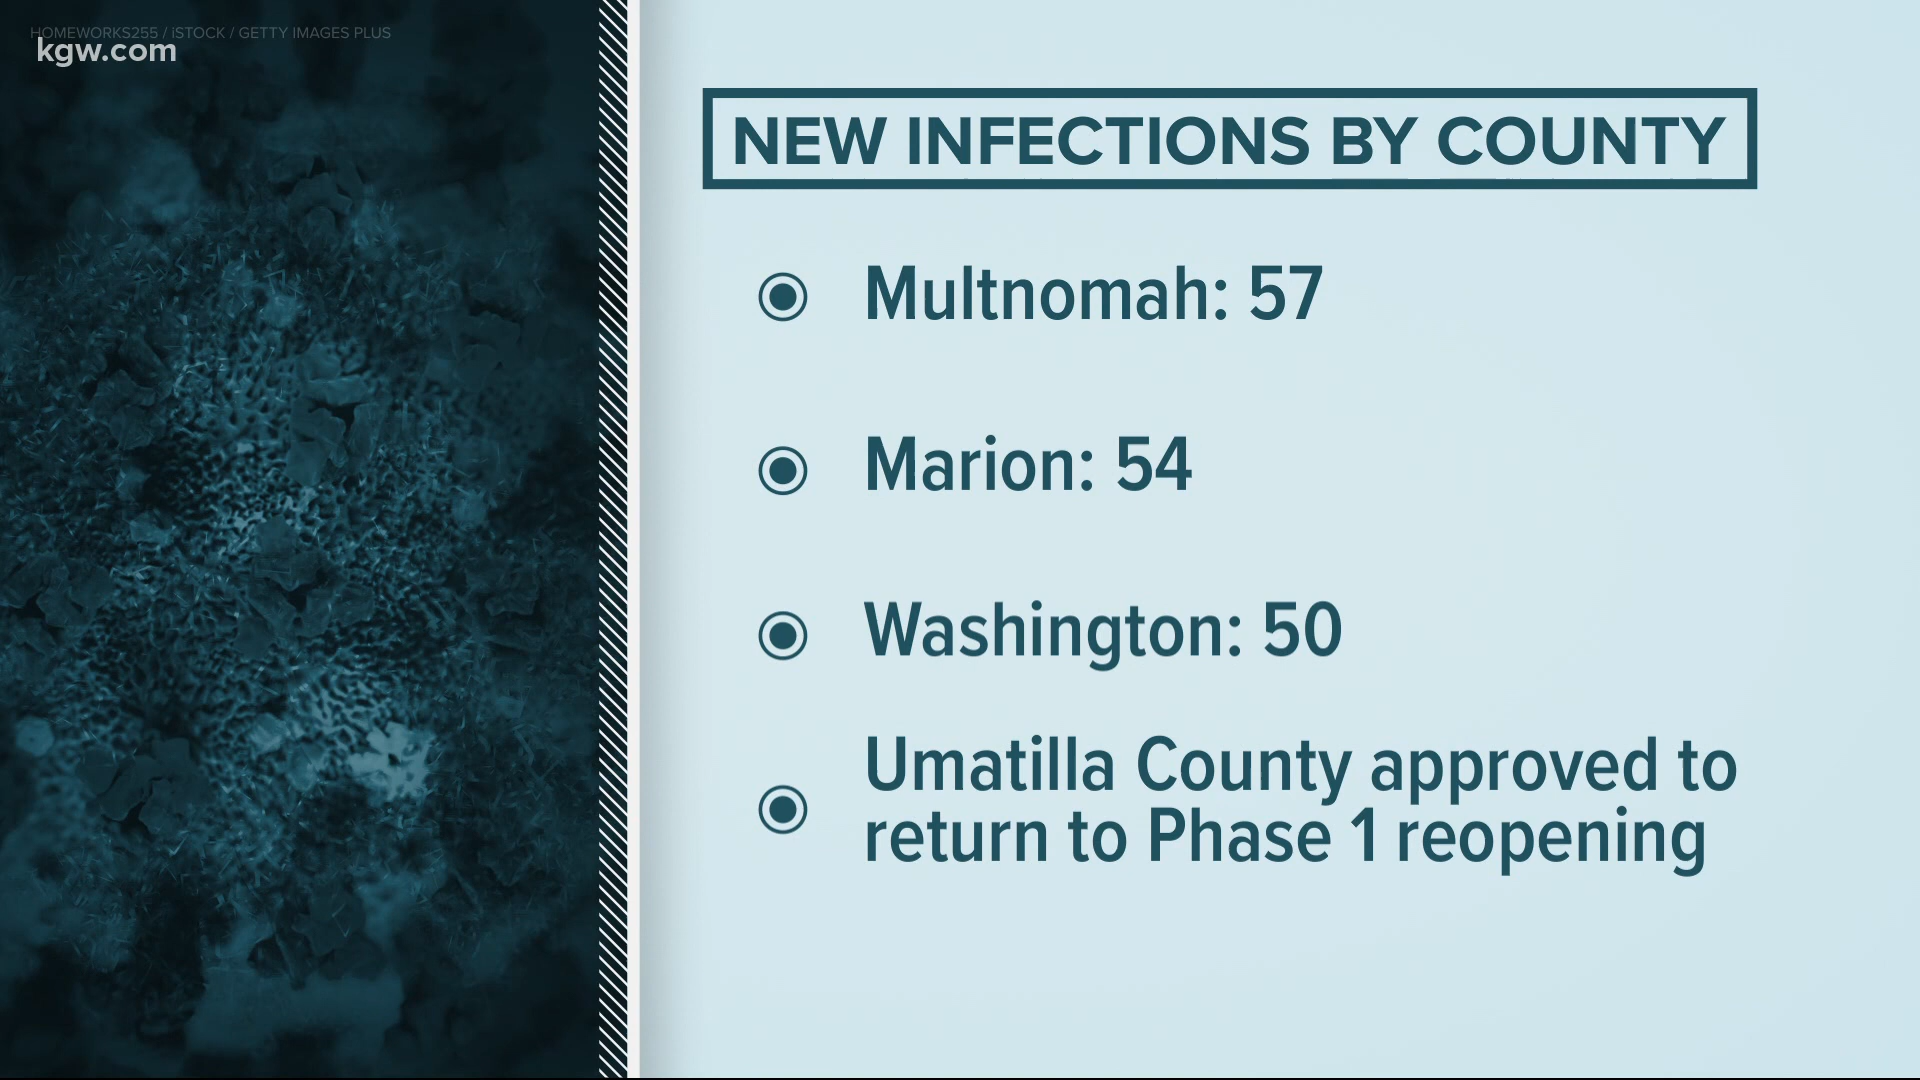 HOMEWORKS255 / iSTOCK / GETTY IMAGES PLUS
kgw.com
NEW INFECTIONS BY COUNTY
Multnomah: 57
Marion: 54
Washington: 50
Umatilla County approved to
return to Phase 1 reopening